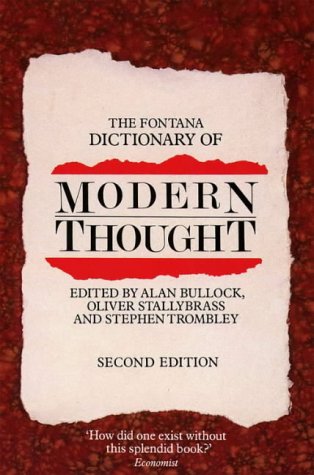 THE FONTANA
DICTIONARY OF
MODERN
THOUGHT
EDITED BY ALAN BULLOCK,
OLIVER STALLYBRASS
AND STEPHEN TROMBLEY
SECOND EDITION
‘How did one exist without
this splendid book?’
Economist